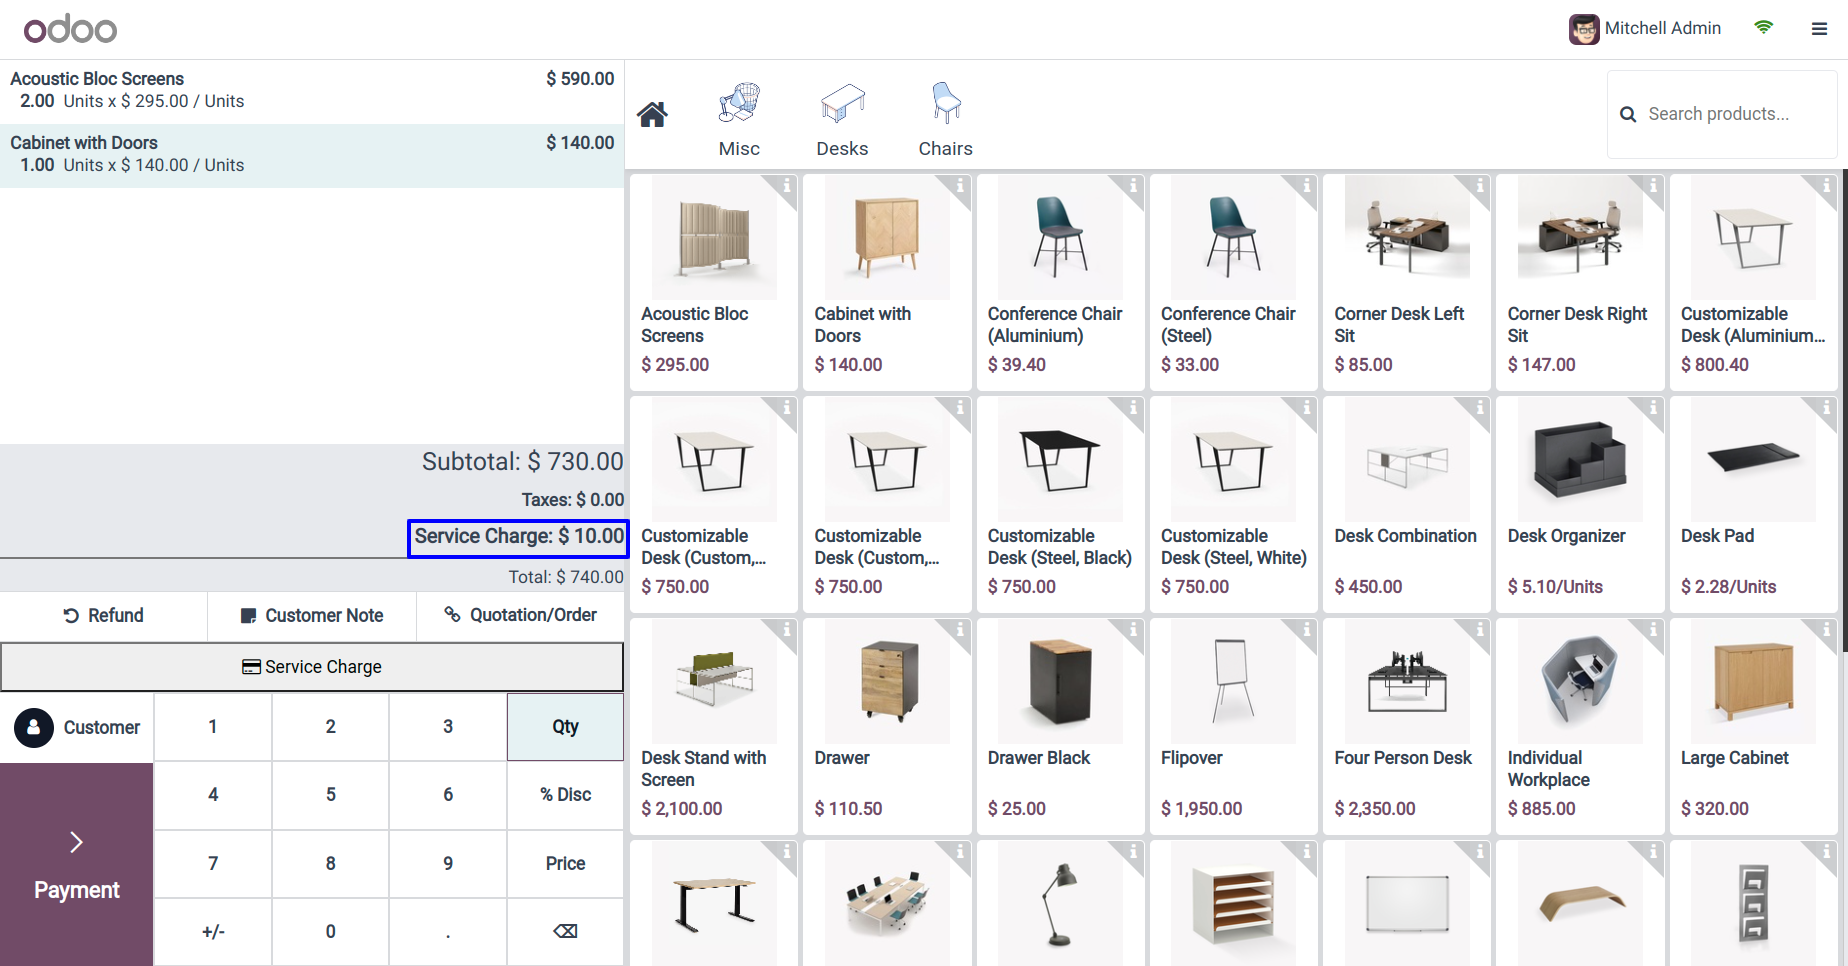 odoo
Mitchell Admin
Acoustic Bloc Screens $ 590.00
2.00 Units x $ 295.00 / Units
Cabinet with Doors $ 140.00
1.00 Units x $ 140.00 / Units
Subtotal: $ 730.00
Taxes: $ 0.00
Service Charge: $ 10.00
Total: $ 740.00
Refund
Customer Note
Quotation/Order
Service Charge
Customer
1 2 3 Qty
4 5 6 % Disc
7 8 9 Price
+/- 0 .
Payment
Misc
Desks
Chairs
Search products...
Acoustic Bloc
Screens
$ 295.00
Cabinet with
Doors
$ 140.00
Conference Chair
(Aluminium)
$ 39.40
Conference Chair
(Steel)
$ 33.00
Corner Desk Left
Sit
$ 85.00
Corner Desk Right
Sit
$ 147.00
Customizable
Desk (Aluminium...
$ 800.40
Customizable
Desk (Custom,...
$ 750.00
Customizable
Desk (Custom,...
$ 750.00
Customizable
Desk (Steel, Black)
$ 750.00
Customizable
Desk (Steel, White)
$ 750.00
Desk Combination
$ 450.00
Desk Organizer
$ 5.10/Units
Desk Pad
$ 2.28/Units
Desk Stand with
Screen
$ 2,100.00
Drawer
$ 110.50
Drawer Black
$ 25.00
Flipover
$ 1,950.00
Four Person Desk
$ 2,350.00
Individual
Workplace
$ 885.00
Large Cabinet
$ 320.00